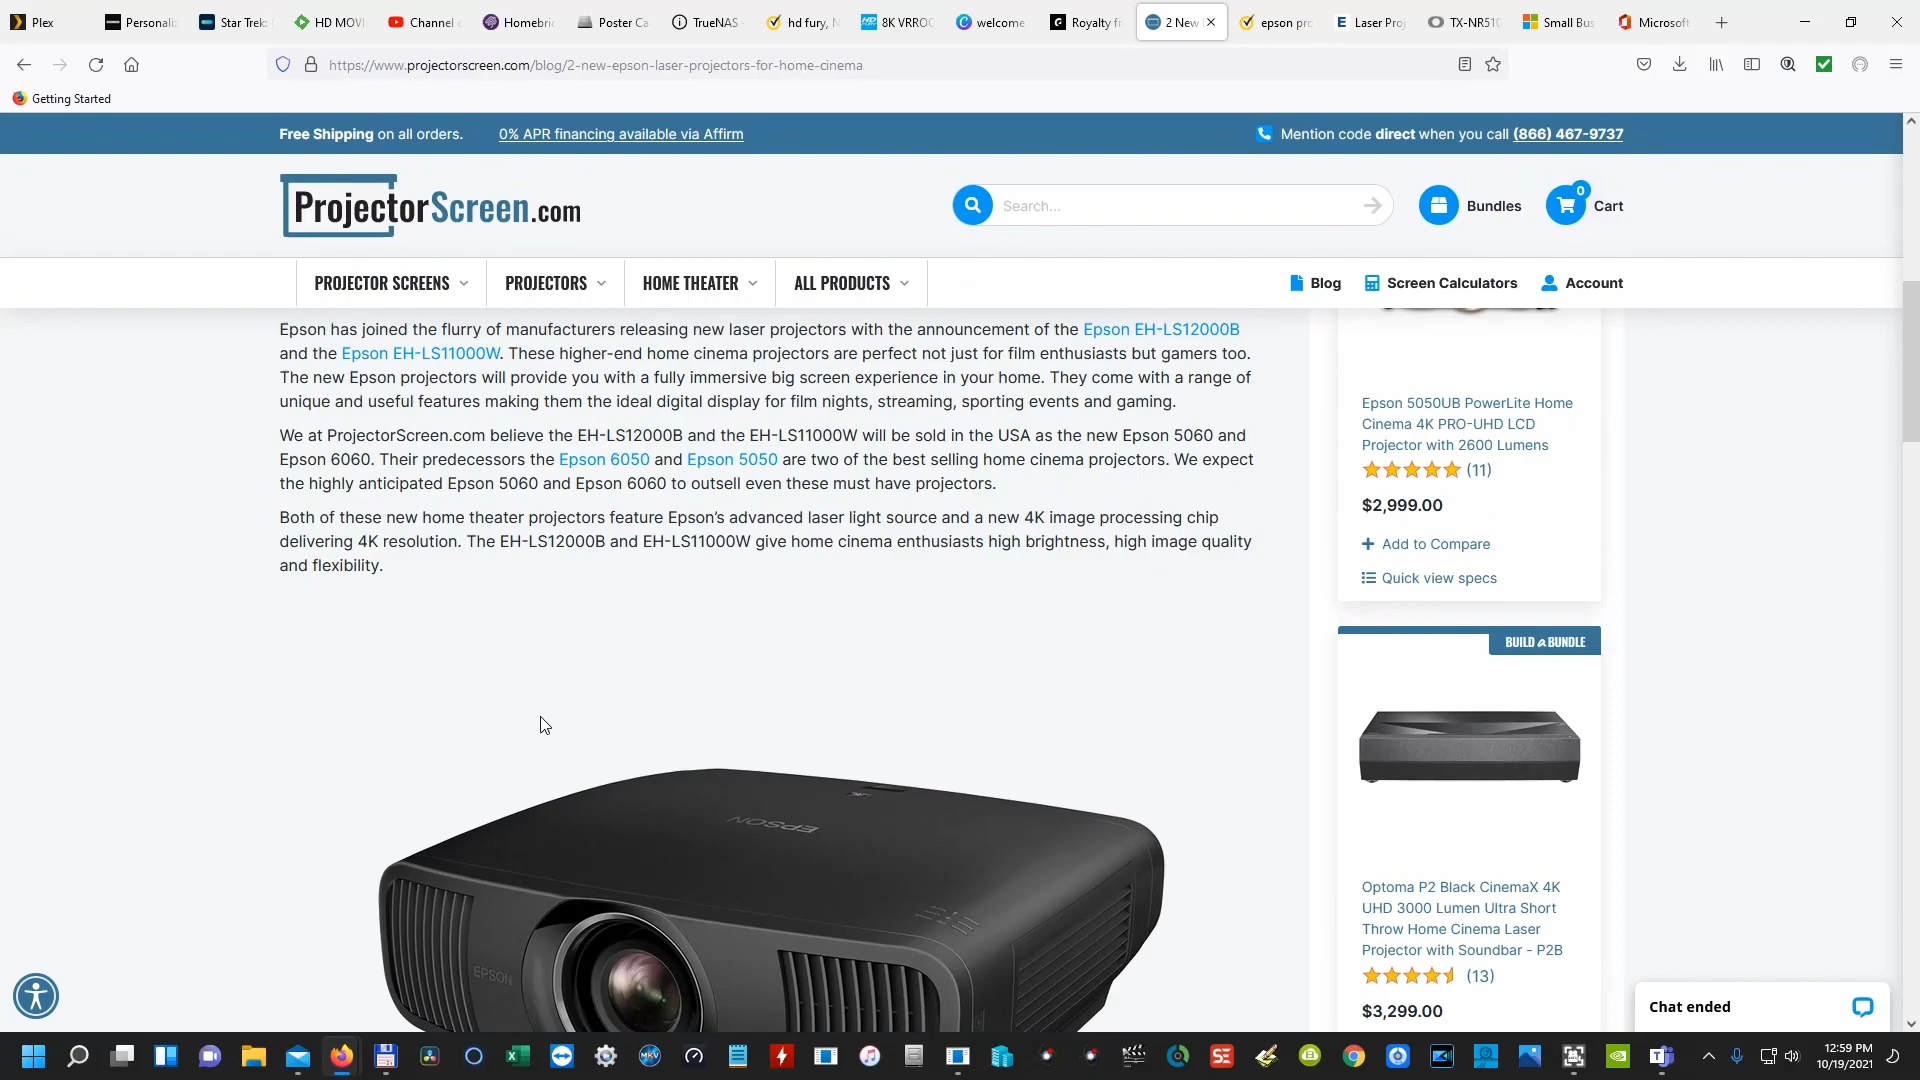 Plex
Personaliz
Star Trek:
HD MOVI
Channel c
Homebric
Poster Ca
TrueNAS -
hd fury, N
8K VRROO
welcome
Royalty fr
2 New
epson pro
Laser Proj
TX-NR510
Small Bus
Microsoft
https://www.projectorscreen.com/blog/2-new-epson-laser-projectors-for-home-cinema
Getting Started
Free Shipping on all orders.
0% APR financing available via Affirm
Mention code direct when you call (866) 467-9737
ProjectorScreen.com
Search...
Bundles
0
Cart
PROJECTOR SCREENS
PROJECTORS
HOME THEATER
ALL PRODUCTS
Blog
Screen Calculators
Account
Epson has joined the flurry of manufacturers releasing new laser projectors with the announcement of the Epson EH-LS12000B
and the Epson EH-LS11000W. These higher-end home cinema projectors are perfect not just for film enthusiasts but gamers too.
The new Epson projectors will provide you with a fully immersive big screen experience in your home. They come with a range of
unique and useful features making them the ideal digital display for film nights, streaming, sporting events and gaming.
We at ProjectorScreen.com believe the EH-LS12000B and the EH-LS11000W will be sold in the USA as the new Epson 5060 and
Epson 6060. Their predecessors the Epson 6050 and Epson 5050 are two of the best selling home cinema projectors. We expect
the highly anticipated Epson 5060 and Epson 6060 to outsell even these must have projectors.
Both of these new home theater projectors feature Epson’s advanced laser light source and a new 4K image processing chip
delivering 4K resolution. The EH-LS12000B and EH-LS11000W give home cinema enthusiasts high brightness, high image quality
and flexibility.
EPSON
EPSON
Epson 5050UB PowerLite Home
Cinema 4K PRO-UHD LCD
Projector with 2600 Lumens
(11)
$2,999.00
Add to Compare
Quick view specs
BUILD a BUNDLE
Optoma P2 Black CinemaX 4K
UHD 3000 Lumen Ultra Short
Throw Home Cinema Laser
Projector with Soundbar - P2B
(13)
$3,299.00
Chat ended
MKV
SE
12:59 PM
10/19/2021